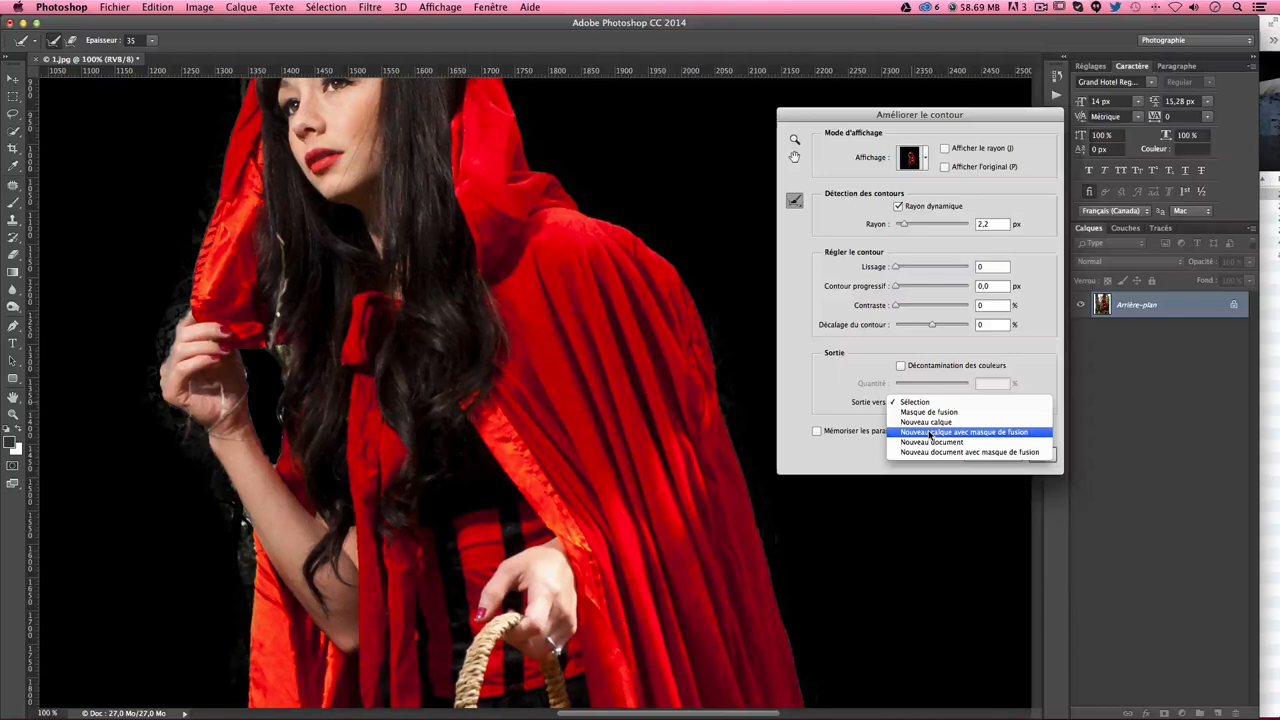 Photoshop Fichier Edition Image Calque Texte Sélection Filtre 3D Affichage Fenêtre Aide 6 58.69 MB 3
Adobe Photoshop CC 2014
Epaisseur : 35 Photographie
© 1.jpg @ 100% (RVB/8) *
1050 1100 1150 1200 1250 1300 1350 1400 1450 1500 1550 1600 1650 1700 1750 1800 1850 1900 1950 2000 2050 2100 2150 2200 2250 2300 2350 2400 2450 2500
Réglages Caractère Paragraphe
Grand Hotel Reg... Regular
14 px 15,28 px
Métrique 0
100 % 100 %
0 px Couleur :
Français (Canada) Mac
Calques Couches Tracés
Type
Normal Opacité : 100 %
Verrou : Fond. : 100 %
Arrière-plan
Améliorer le contour
Mode d'affichage
Affichage :
Afficher le rayon (J)
Afficher l'original (P)
Détection des contours
Rayon dynamique
Rayon : 2,2 px
Régler le contour
Lissage : 0
Contour progressif : 0,0 px
Contraste : 0 %
Décalage du contour : 0 %
Sortie
Décontamination des couleurs
Quantité : %
Sortie vers
✓ Sélection
Masque de fusion
Nouveau calque
Nouveau calque avec masque de fusion
Nouveau document
Nouveau document avec masque de fusion
Mémoriser les para
100 % Doc : 27,0 Mo/27,0 Mo